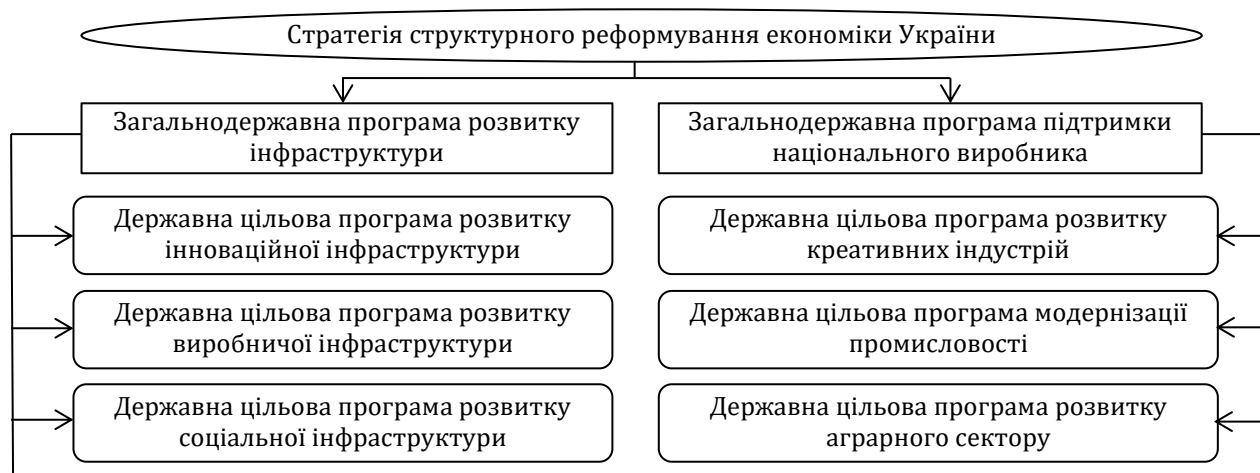 Стратегія структурного реформування економіки України
Загальнодержавна програма розвитку
інфраструктури
Загальнодержавна програма підтримки
національного виробника
Державна цільова програма розвитку
інноваційної інфраструктури
Державна цільова програма розвитку
креативних індустрій
Державна цільова програма розвитку
виробничої інфраструктури
Державна цільова програма модернізації
промисловості
Державна цільова програма розвитку
соціальної інфраструктури
Державна цільова програма розвитку
аграрного сектору